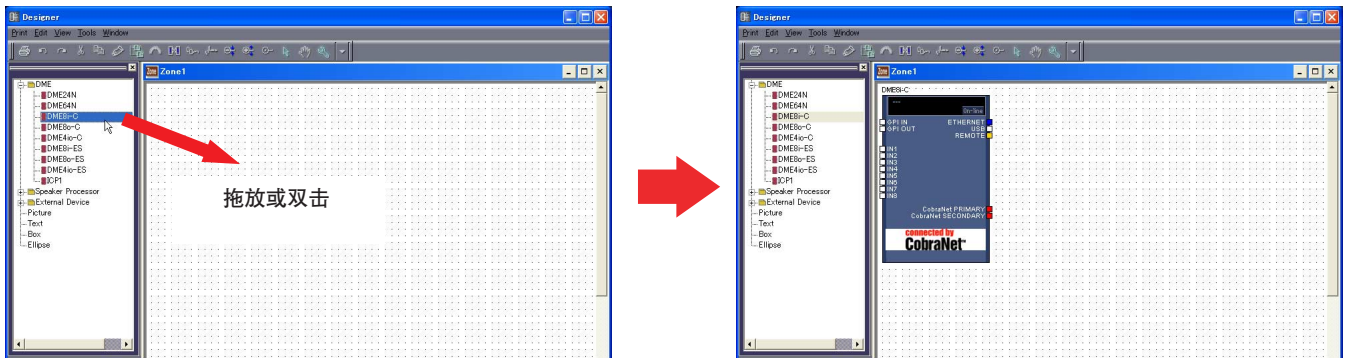 Designer
Print Edit View Tools Window
Zone1
DME
DME24N
DME64N
DME8i-C
DME8o-C
DME4io-C
DME8i-ES
DME8o-ES
DME4io-ES
ICP1
Speaker Processor
External Device
Picture
Text
Box
Ellipse
拖放或双击
Designer
Print Edit View Tools Window
Zone1
DME
DME24N
DME64N
DME8i-C
DME8o-C
DME4io-C
DME8i-ES
DME8o-ES
DME4io-ES
ICP1
Speaker Processor
External Device
Picture
Text
Box
Ellipse
DME8i-C
---
On-line
GPI IN ETHERNET
GPI OUT USB
REMOTE
IN1
IN2
IN3
IN4
IN5
IN6
IN7
IN8
CobraNet PRIMARY
CobraNet SECONDARY
connected by
CobraNet